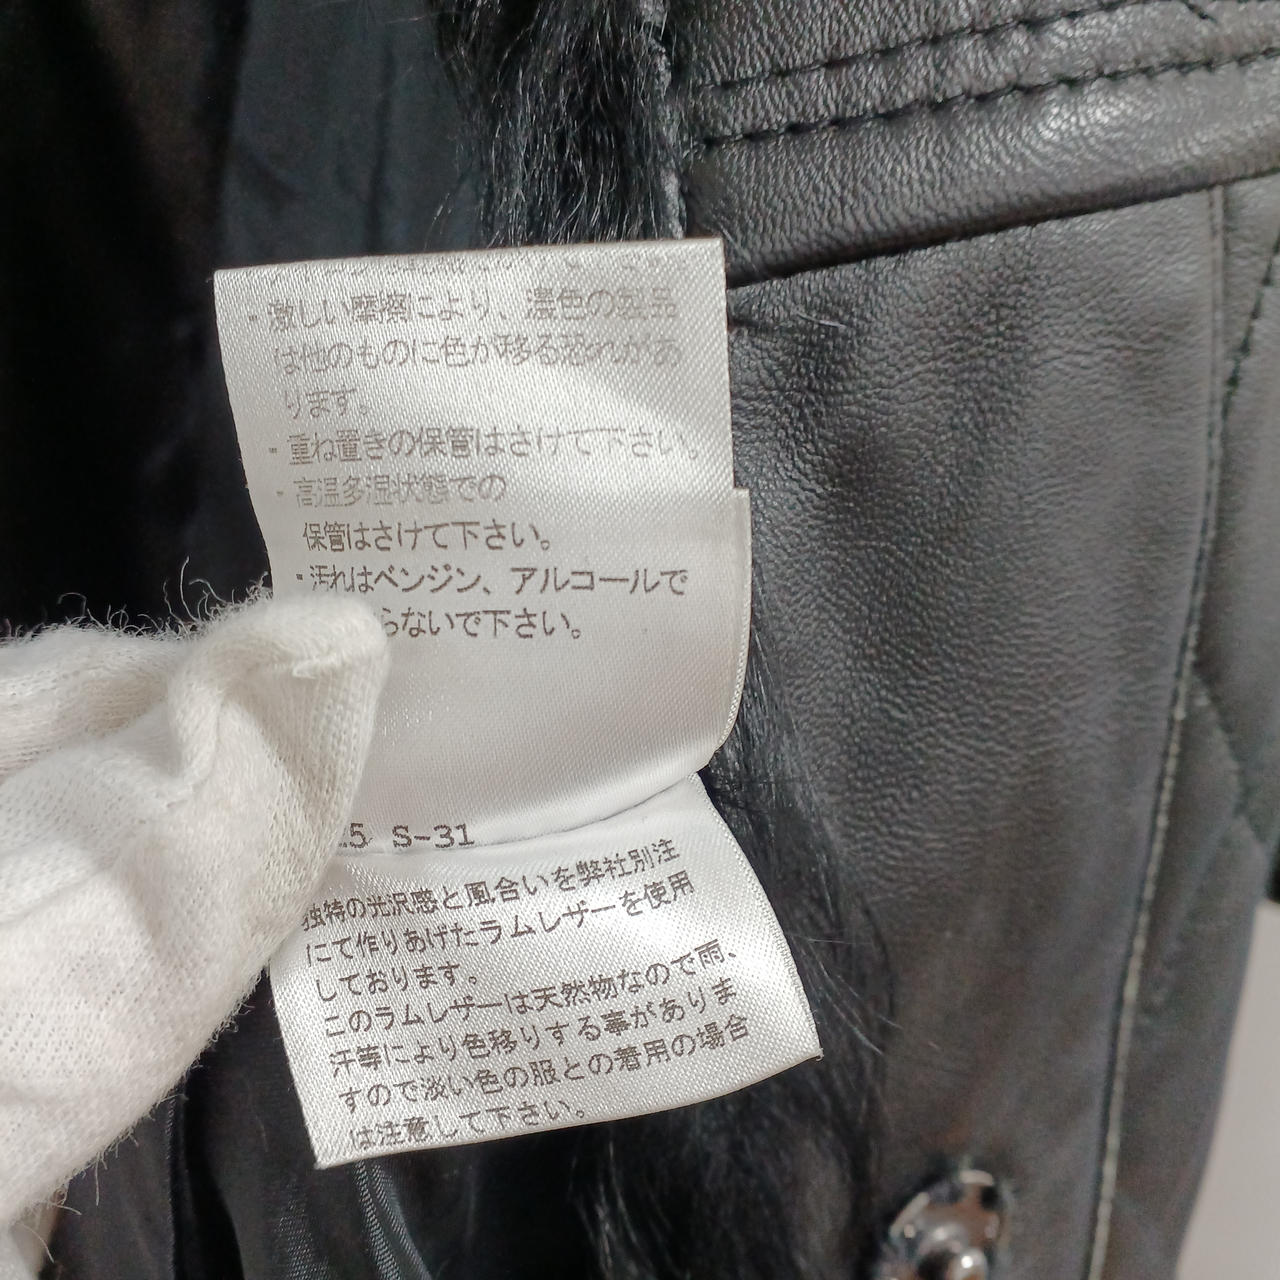 ・激しい摩擦により、濃色の製品
は他のものに色が移る恐れがあ
ります。
・重ね置きの保管はさけて下さい。
・高温多湿状態での
保管はさけて下さい。
・汚れはベンジン、アルコールで
らないで下さい。
5 S-31
独特の光沢感と風合いを弊社別注
にて作りあげたラムレザーを使用
しております。
このラムレザーは天然物なので雨、
汗等により色移りする事がありま
すので淡い色の服との着用の場合
は注意して下さい。